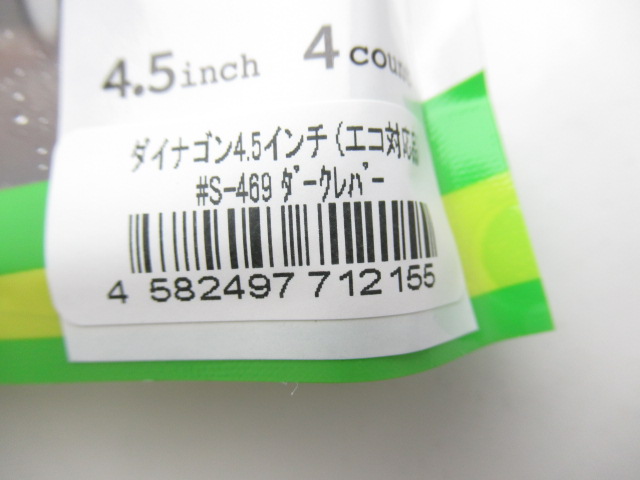 4.5inch 4 count
ダイナゴン4.5インチ(エコ対応品
#S-469 ダークレバー
4 582497 712155